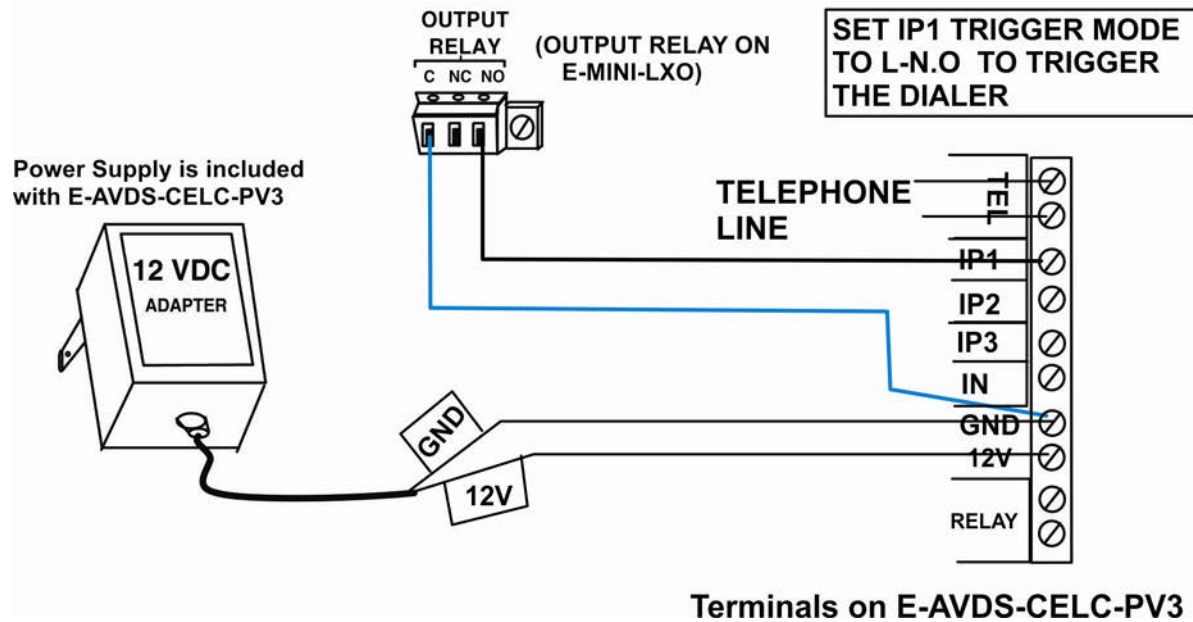 OUTPUT
RELAY
C NC NO
(OUTPUT RELAY ON
E-MINI-LXO)
SET IP1 TRIGGER MODE
TO L-N.O TO TRIGGER
THE DIALER
Power Supply is included
with E-AVDS-CELC-PV3
12 VDC
ADAPTER
GND
12V
TELEPHONE
LINE
TEL
IP1
IP2
IP3
IN
GND
12V
RELAY
Terminals on E-AVDS-CELC-PV3